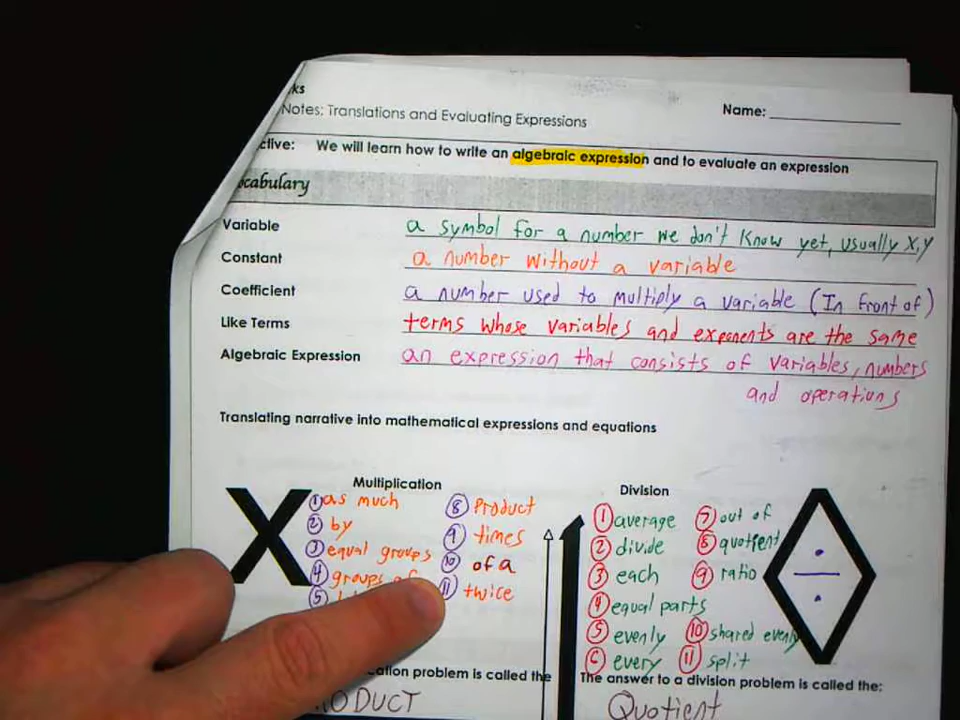 ks
Notes: Translations and Evaluating Expressions
Name:
ctive: We will learn how to write an algebraic expression and to evaluate an expression
ocabulary
Variable a symbol for a number we don't know yet, usually x,y
Constant a number without a variable
Coefficient a number used to multiply a variable (In front of)
Like Terms terms whose variables and exponents are the same
Algebraic Expression an expression that consists of variables, numbers
and operations
Translating narrative into mathematical expressions and equations
Multiplication
X
① as much
② by
③ equal groups
④ groups of
⑤
⑧ Product
⑨ times
⑩ of a
⑪ twice
cation problem is called the
ODUCT
Division
① average
② divide
③ each
④ equal parts
⑤ evenly
⑥ every
⑦ out of
⑧ quotient
⑨ ratio
⑩ shared evenly
⑪ split
÷
The answer to a division problem is called the:
Quotient